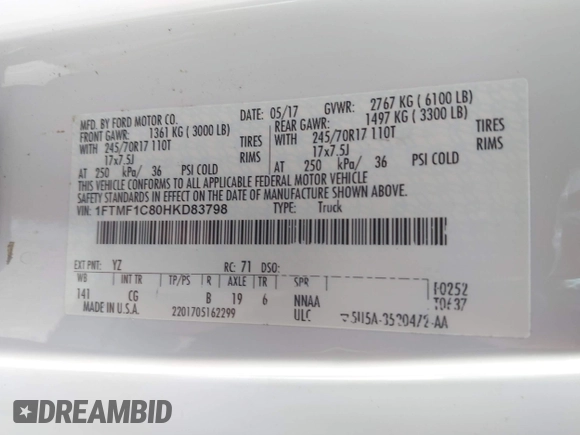 MFD. BY FORD MOTOR CO.
DATE: 05/17 GVWR: 2767 KG ( 6100 LB)
FRONT GAWR: 1361 KG ( 3000 LB) REAR GAWR: 1497 KG ( 3300 LB)
WITH 245/70R17 110T TIRES WITH 245/70R17 110T TIRES
17x7.5J RIMS 17x7.5J RIMS
AT 250 kPa/ 36 PSI COLD AT 250 kPa/ 36 PSI COLD
THIS VEHICLE CONFORMS TO ALL APPLICABLE FEDERAL MOTOR VEHICLE
SAFETY STANDARDS IN EFFECT ON THE DATE OF MANUFACTURE SHOWN ABOVE.
VIN: 1FTMF1C80HKD83798 TYPE: Truck
EXT PNT: YZ RC: 71 DSO:
WB INT TR TP/PS R AXLE TR SPR
141 CG B 19 6 NNAA
MADE IN U.S.A. 2201705162299 ULC
DREAMBID